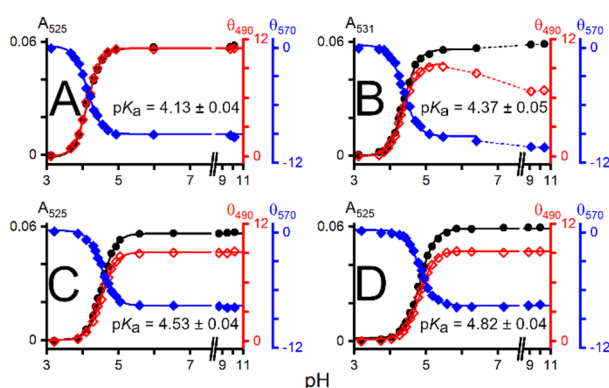 A525 θ490 θ570 A531 θ490 θ570
0.06 12 0 0.06 12 0
A B
pKa = 4.13 ± 0.04 pKa = 4.37 ± 0.05
0 0 -12 0 0 -12
3 5 7 9 11 3 5 7 9 11
A525 θ490 θ570 A525 θ490 θ570
0.06 12 0 0.06 12 0
C D
pKa = 4.53 ± 0.04 pKa = 4.82 ± 0.04
0 0 -12 0 0 -12
3 5 7 9 11 3 5 7 9 11
pH